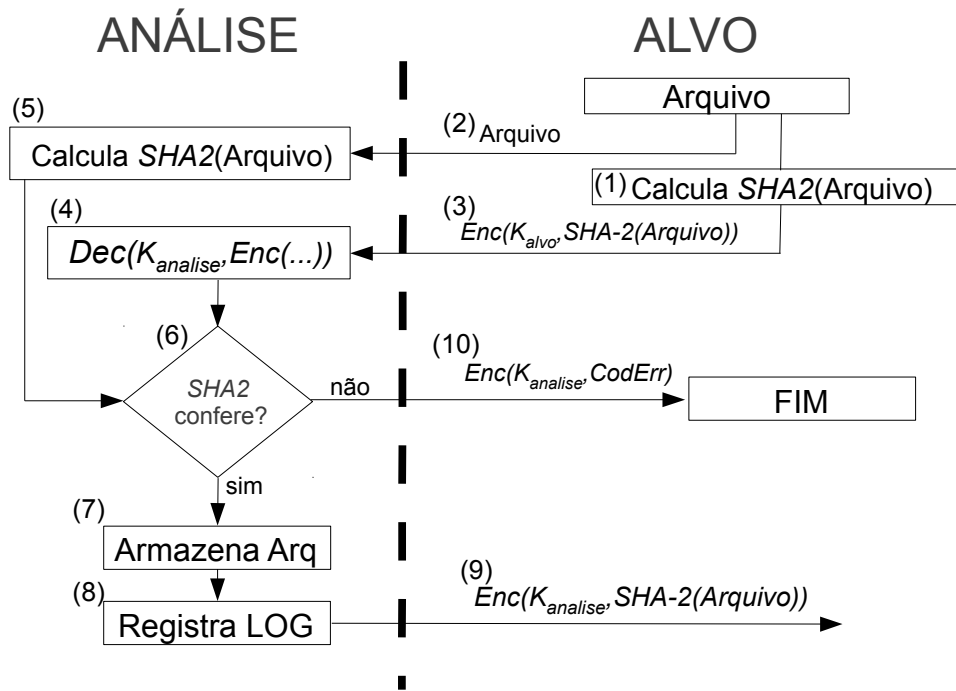 ANÁLISE
ALVO
Arquivo
(5)
Calcula SHA2(Arquivo)
(2) Arquivo
(1) Calcula SHA2(Arquivo)
(4)
Dec(Kanalise,Enc(...))
(3)
Enc(Kalvo,SHA-2(Arquivo))
(6)
SHA2
confere?
não
(10)
Enc(Kanalise,CodErr)
FIM
sim
(7)
Armazena Arq
(8)
Registra LOG
(9)
Enc(Kanalise,SHA-2(Arquivo))